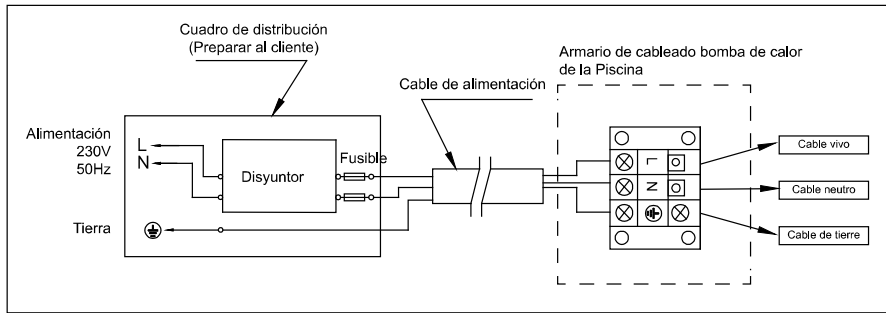 Cuadro de distribución
(Preparar al cliente)
Armario de cableado bomba de calor
de la Piscina
Cable de alimentación
Alimentación
230V
50Hz
L
N
Disyuntor
Fusible
Tierra
L
N
Cable vivo
Cable neutro
Cable de tierre